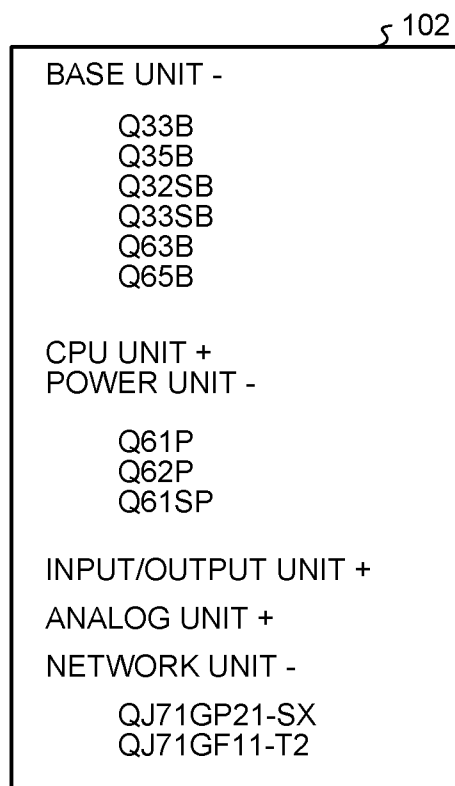 102
BASE UNIT -
Q33B
Q35B
Q32SB
Q33SB
Q63B
Q65B
CPU UNIT +
POWER UNIT -
Q61P
Q62P
Q61SP
INPUT/OUTPUT UNIT +
ANALOG UNIT +
NETWORK UNIT -
QJ71GP21-SX
QJ71GF11-T2